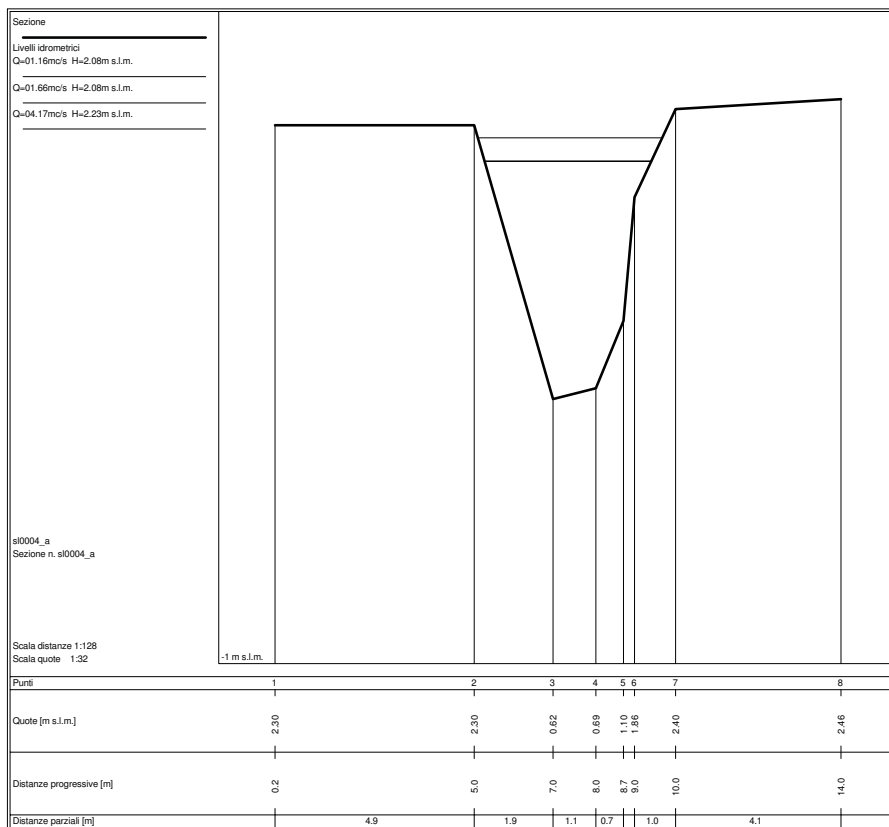 Sezione
Livelli idrometrici
Q=01.16mc/s H=2.08m s.l.m.
Q=01.66mc/s H=2.08m s.l.m.
Q=04.17mc/s H=2.23m s.l.m.
sl0004_a
Sezione n. sl0004_a
Scala distanze 1:128
Scala quote 1:32
-1 m s.l.m.
Punti 1 2 3 4 5 6 7 8
Quote [m s.l.m.] 2.30 2.30 0.62 0.69 1.10 1.86 2.40 2.46
Distanze progressive [m] 0.2 5.0 7.0 8.0 8.7 9.0 10.0 14.0
Distanze parziali [m] 4.9 1.9 1.1 0.7 1.0 4.1